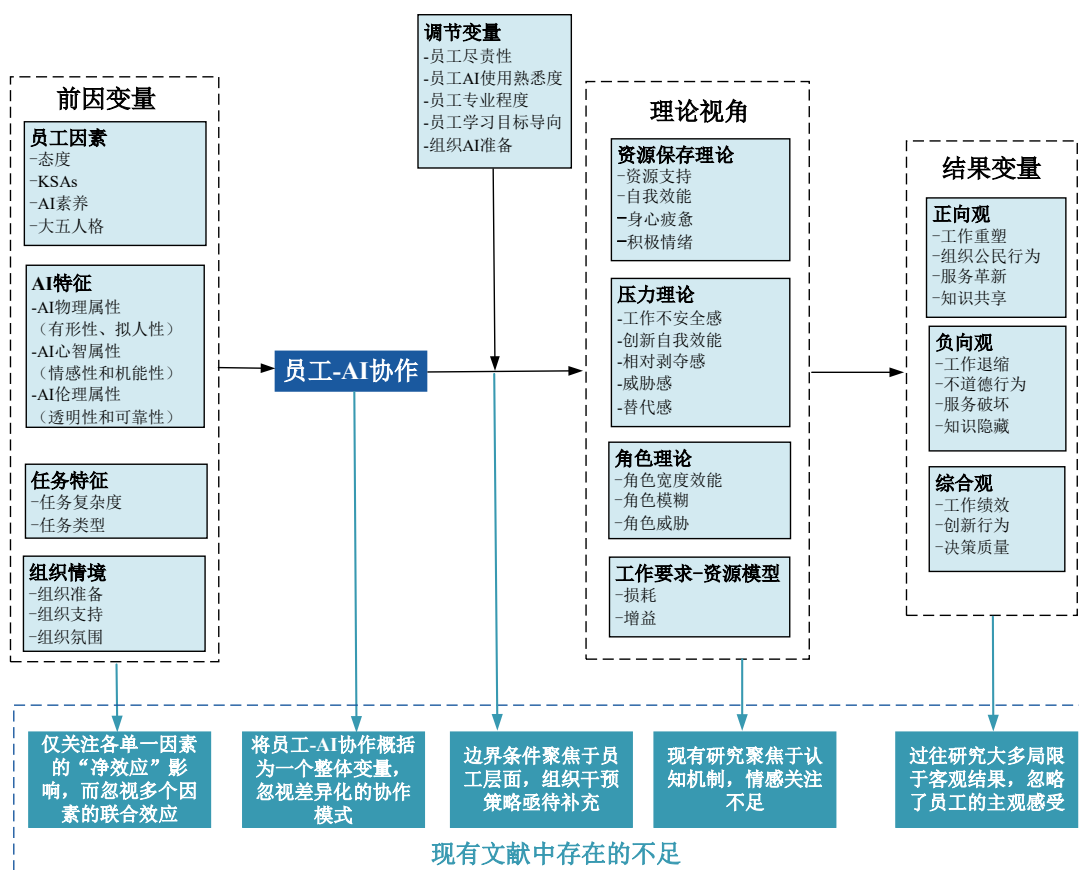 调节变量
-员工尽责性
-员工AI使用熟悉度
-员工专业程度
-员工学习目标导向
-组织AI准备
前因变量
员工因素
-态度
-KSAs
-AI素养
-大五人格
AI特征
-AI物理属性
（有形性、拟人性）
-AI心智属性
（情感性和机能性）
-AI伦理属性
（透明性和可靠性）
任务特征
-任务复杂度
-任务类型
组织情境
-组织准备
-组织支持
-组织氛围
员工-AI协作
理论视角
资源保存理论
-资源支持
-自我效能
-身心疲惫
-积极情绪
压力理论
-工作不安全感
-创新自我效能
-相对剥夺感
-威胁感
-替代感
角色理论
-角色宽度效能
-角色模糊
-角色威胁
工作要求-资源模型
-损耗
-增益
结果变量
正向观
-工作重塑
-组织公民行为
-服务革新
-知识共享
负向观
-工作退缩
-不道德行为
-服务破坏
-知识隐藏
综合观
-工作绩效
-创新行为
-决策质量
仅关注各单一因素
的“净效应”影
响，而忽视多个因
素的联合效应
将员工-AI协作概括
为一个整体变量，
忽视差异化的协作
模式
边界条件聚焦于员
工层面，组织干预
策略亟待补充
现有研究聚焦于认
知机制，情感关注
不足
过往研究大多局限
于客观结果，忽略
了员工的主观感受
现有文献中存在的不足